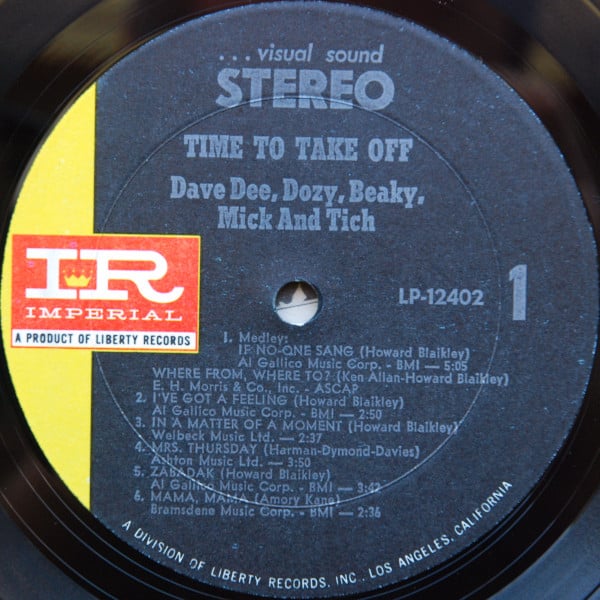 ...visual sound
STEREO
TIME TO TAKE OFF
Dave Dee, Dozy, Beaky,
Mick And Tich
IR
IMPERIAL
A PRODUCT OF LIBERTY RECORDS
LP-12402
1
1. Medley:
IF NO-ONE SANG (Howard Blaikley)
Al Gallico Music Corp. - BMI — 5:05
WHERE FROM, WHERE TO? (Ken Allan-Howard Blaikley)
E. H. Morris & Co., Inc. - ASCAP
2. I'VE GOT A FEELING (Howard Blaikley)
Al Gallico Music Corp. - BMI — 2:50
3. IN A MATTER OF A MOMENT (Howard Blaikley)
Welbeck Music Ltd. — 2:37
4. MRS. THURSDAY (Harman-Dymond-Davies)
Ashton Music Ltd. — 3:50
5. ZABADAK (Howard Blaikley)
Al Gallico Music Corp. - BMI — 3:42
6. MAMA, MAMA (Amory Kane)
Bramsdene Music Corp. - BMI — 2:36
A DIVISION OF LIBERTY RECORDS, INC., LOS ANGELES, CALIFORNIA